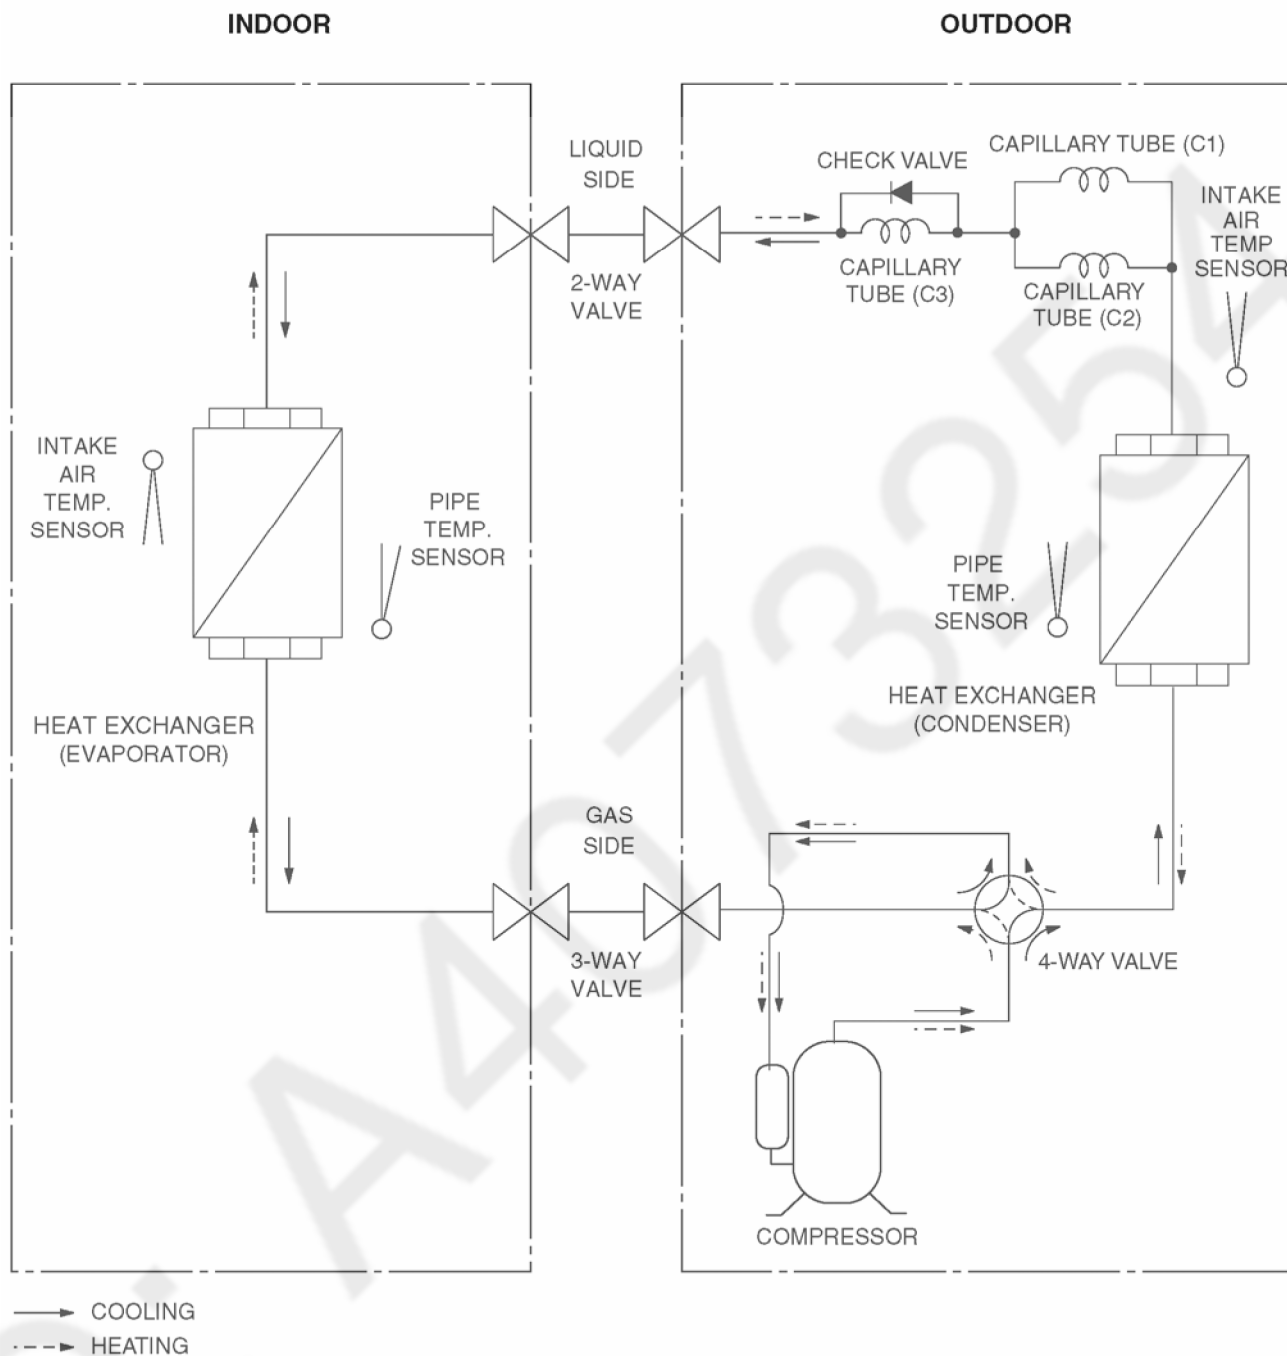 INDOOR
OUTDOOR
LIQUID
SIDE
2-WAY
VALVE
CHECK VALVE
CAPILLARY
TUBE (C3)
CAPILLARY TUBE (C1)
CAPILLARY
TUBE (C2)
INTAKE
AIR
TEMP
SENSOR
INTAKE
AIR
TEMP.
SENSOR
PIPE
TEMP.
SENSOR
HEAT EXCHANGER
(EVAPORATOR)
PIPE
TEMP.
SENSOR
HEAT EXCHANGER
(CONDENSER)
GAS
SIDE
3-WAY
VALVE
4-WAY VALVE
COMPRESSOR
COOLING
HEATING
A4073254